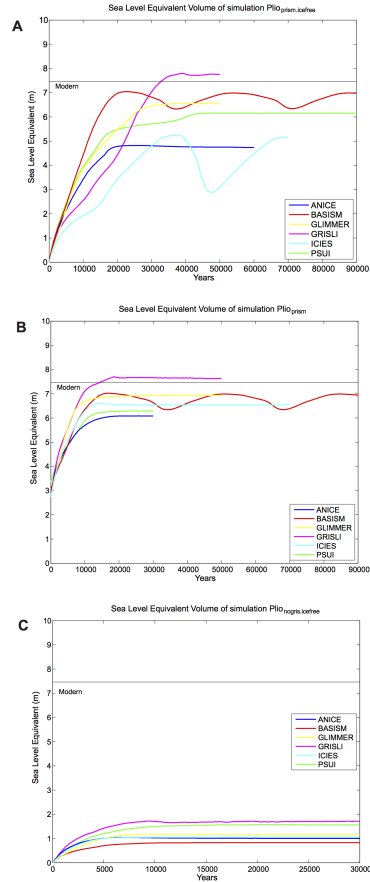 A
Sea Level Equivalent Volume of simulation Plioprism.icefree
10
9
8
7
6
5
4
3
2
1
0
Modern
Sea Level Equivalent (m)
ANICE
BASISM
GLIMMER
GRISLI
ICIES
PSUI
0 10000 20000 30000 40000 50000 60000 70000 80000 90000
Years
B
Sea Level Equivalent Volume of simulation Plioprism
10
9
8
7
6
5
4
3
2
1
0
Modern
Sea Level Equivalent (m)
ANICE
BASISM
GLIMMER
GRISLI
ICIES
PSUI
0 10000 20000 30000 40000 50000 60000 70000 80000 90000
Years
C
Sea Level Equivalent Volume of simulation Plionogris.icefree
10
9
8
7
6
5
4
3
2
1
0
Modern
Sea Level Equivalent (m)
ANICE
BASISM
GLIMMER
GRISLI
ICIES
PSUI
0 5000 10000 15000 20000 25000 30000
Years